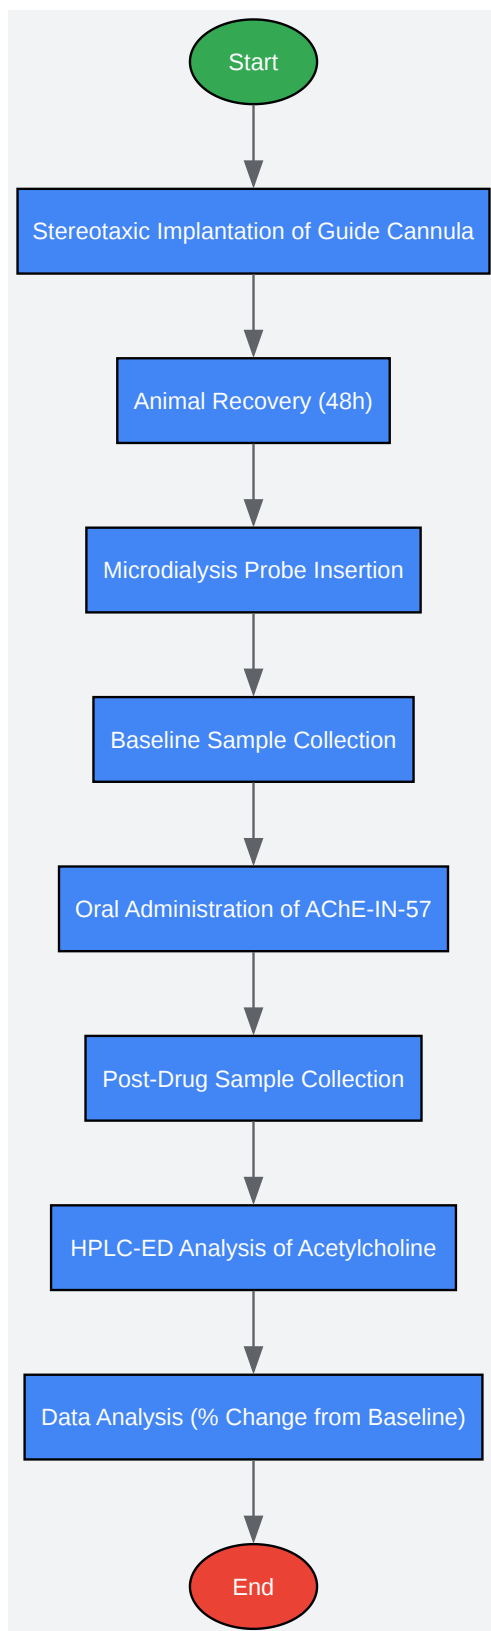 Start
Stereotaxic Implantation of Guide Cannula
Animal Recovery (48h)
Microdialysis Probe Insertion
Baseline Sample Collection
Oral Administration of AChE-IN-57
Post-Drug Sample Collection
HPLC-ED Analysis of Acetylcholine
Data Analysis (% Change from Baseline)
End